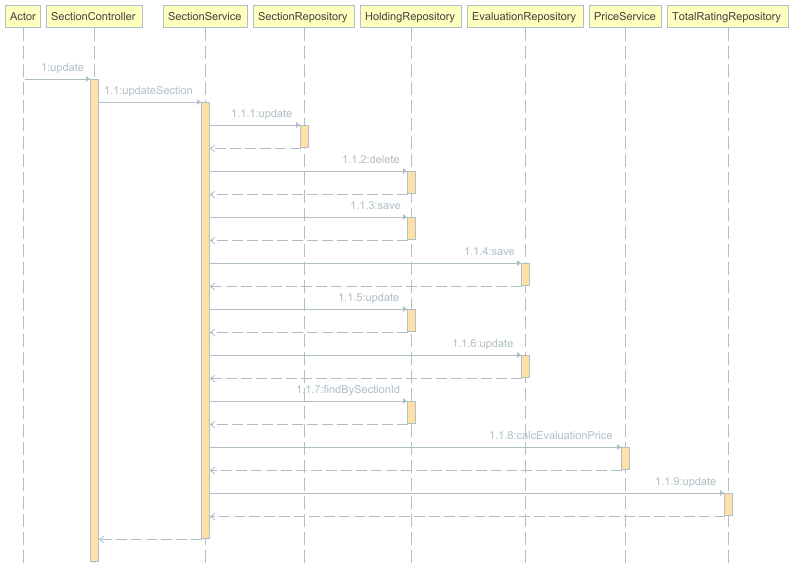 Actor SectionController SectionService SectionRepository HoldingRepository EvaluationRepository PriceService TotalRatingRepository
1:update
1.1:updateSection
1.1.1:update
1.1.2:delete
1.1.3:save
1.1.4:save
1.1.5:update
1.1.6:update
1.1.7:findBySectionId
1.1.8:calcEvaluationPrice
1.1.9:update